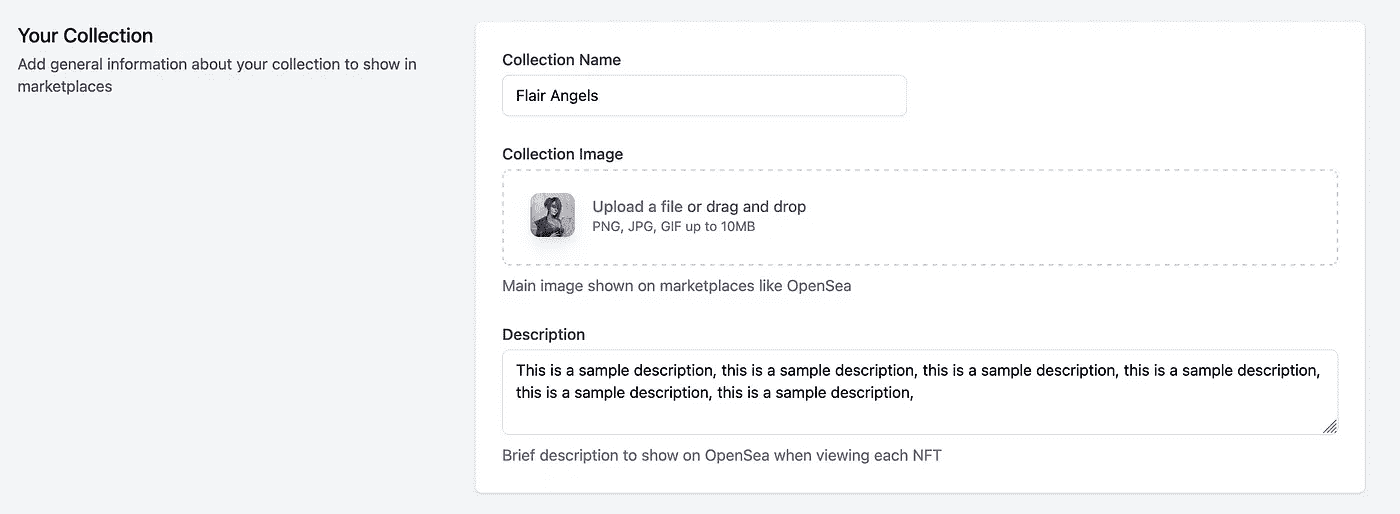 Your Collection
Add general information about your collection to show in
marketplaces
Collection Name
Flair Angels
Collection Image
Upload a file or drag and drop
PNG, JPG, GIF up to 10MB
Main image shown on marketplaces like OpenSea
Description
This is a sample description, this is a sample description, this is a sample description, this is a sample description,
this is a sample description, this is a sample description,
Brief description to show on OpenSea when viewing each NFT